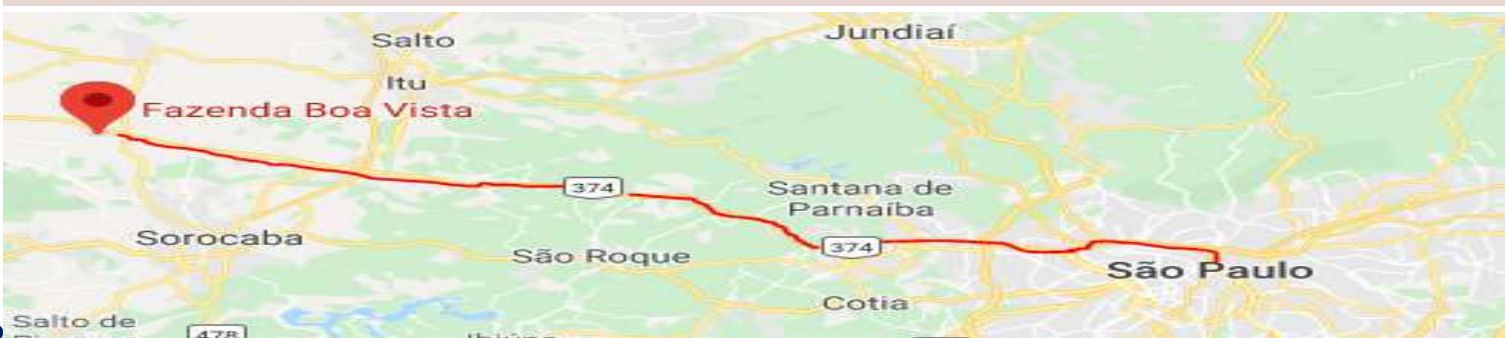 Salto
Jundiaí
Itu
Fazenda Boa Vista
374
Santana de
Parnaíba
Sorocaba
São Roque
374
São Paulo
Cotia
Salto de
478